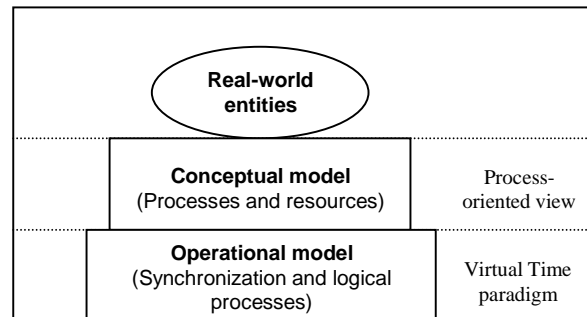 Real-world
entities
Conceptual model
(Processes and resources)
Process-
oriented view
Operational model
(Synchronization and logical
processes)
Virtual Time
paradigm